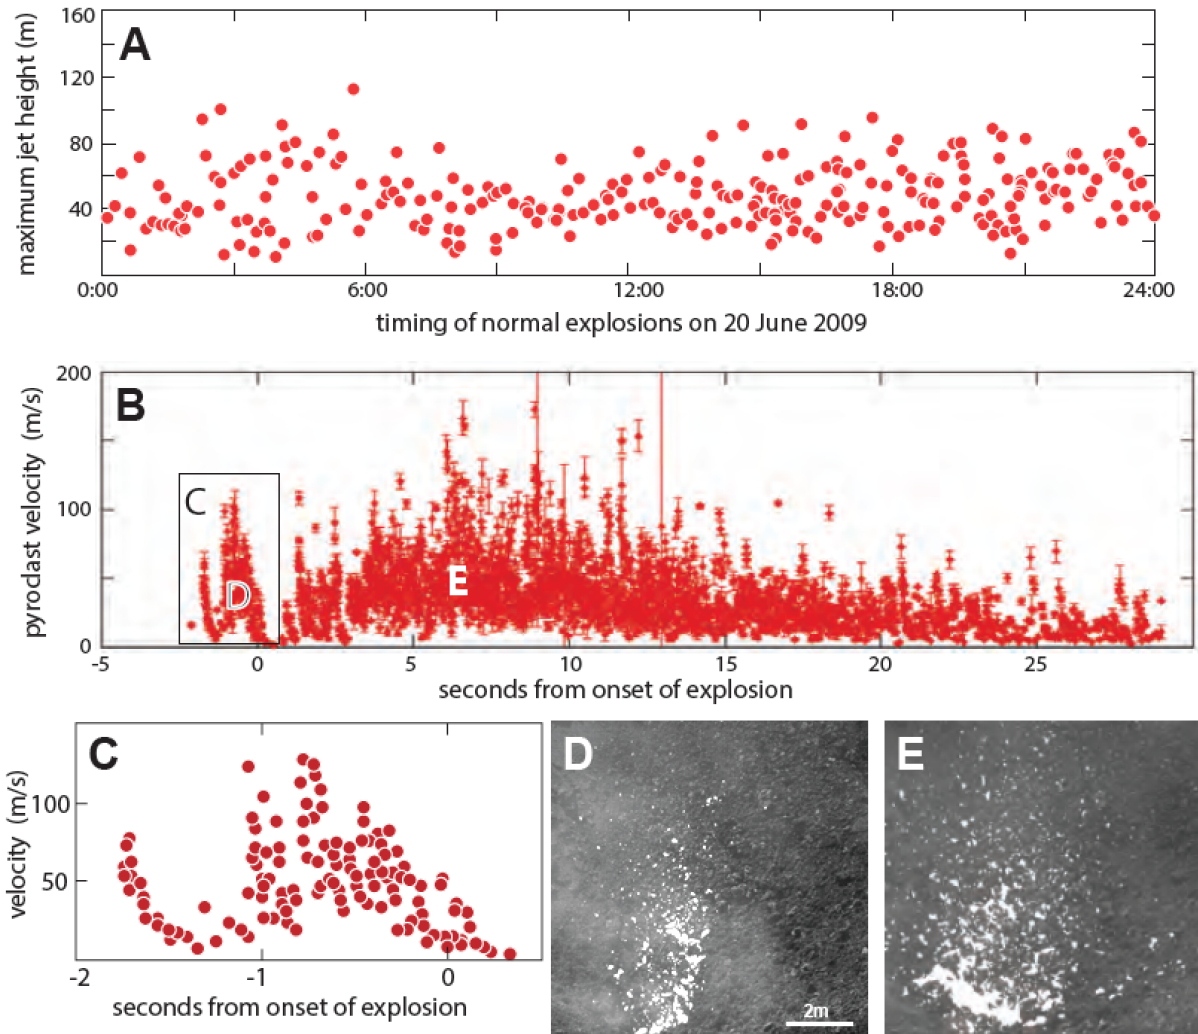 A
maximum jet height (m)
160
120
80
40
0:00 6:00 12:00 18:00 24:00
timing of normal explosions on 20 June 2009
B
pyrodast velocity (m/s)
200
100
0
C
D
E
-5 0 5 10 15 20 25
seconds from onset of explosion
C
velocity (m/s)
100
50
-2 -1 0
seconds from onset of explosion
D
2m
E